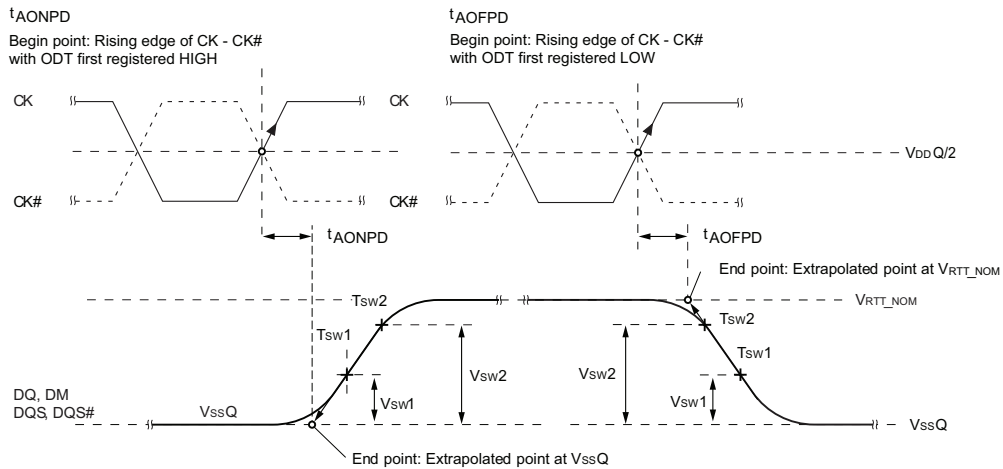 tAONPD
Begin point: Rising edge of CK - CK#
with ODT first registered HIGH
tAOFPD
Begin point: Rising edge of CK - CK#
with ODT first registered LOW
CK
CK
VDDQ/2
CK#
CK#
tAONPD
tAOFPD
End point: Extrapolated point at VRTT_NOM
TSW2
VRTT_NOM
TSW2
TSW1
TSW1
VSW2
VSW2
DQ, DM
DQS, DQS#
VSSQ
VSW1
VSW1
VSSQ
End point: Extrapolated point at VSSQ